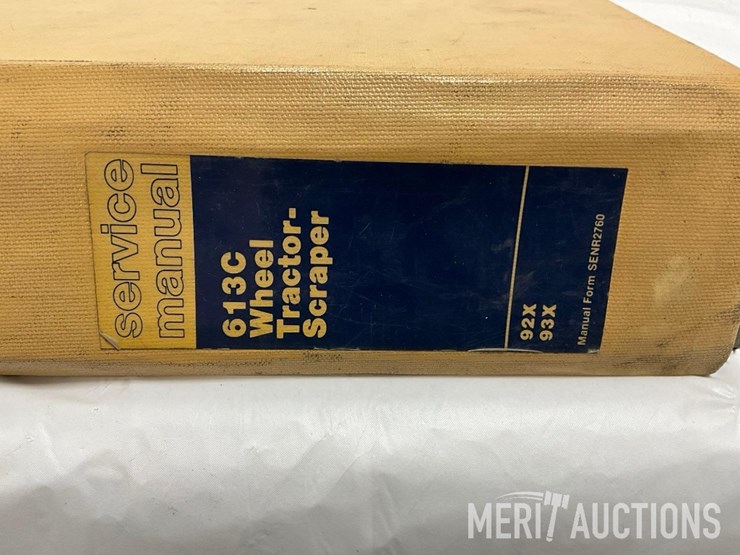 service
manual
613C
Wheel
Tractor-
Scraper
92X
93X
Manual Form SENR2760
MERIT AUCTIONS